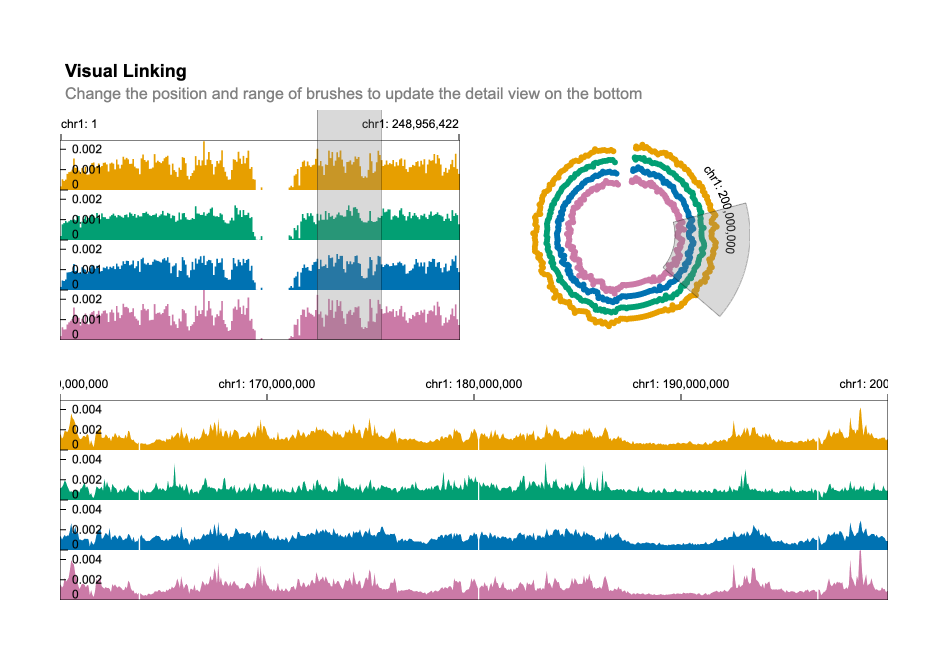 Visual Linking
Change the position and range of brushes to update the detail view on the bottom
chr1: 1
chr1: 248,956,422
0.002
0.001
0
0.002
0.001
0
0.002
0.001
0
0.002
0.001
0
chr1: 200,000,000
0,000,000
chr1: 170,000,000
chr1: 180,000,000
chr1: 190,000,000
chr1: 200
0.004
0.002
0
0.004
0.002
0
0.004
0.002
0
0.004
0.002
0